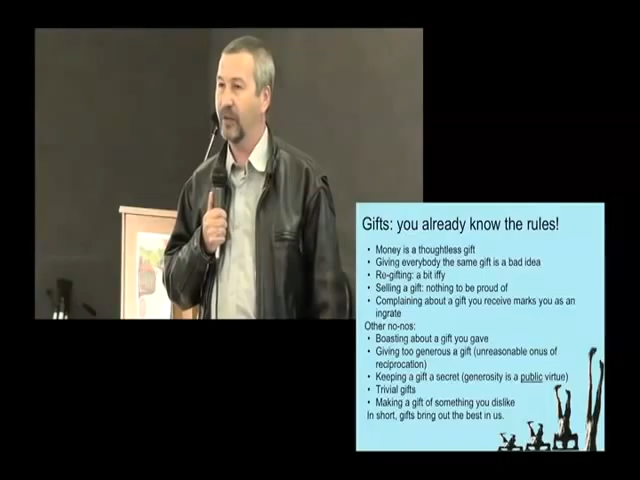 Gifts: you already know the rules!
• Money is a thoughtless gift
• Giving everybody the same gift is a bad idea
• Re-gifting: a bit iffy
• Selling a gift: nothing to be proud of
• Complaining about a gift you receive marks you as an
ingrate
Other no-nos:
• Boasting about a gift you gave
• Giving too generous a gift (unreasonable onus of
reciprocation)
• Keeping a gift a secret (generosity is a public virtue)
• Trivial gifts
• Making a gift of something you dislike
In short, gifts bring out the best in us.